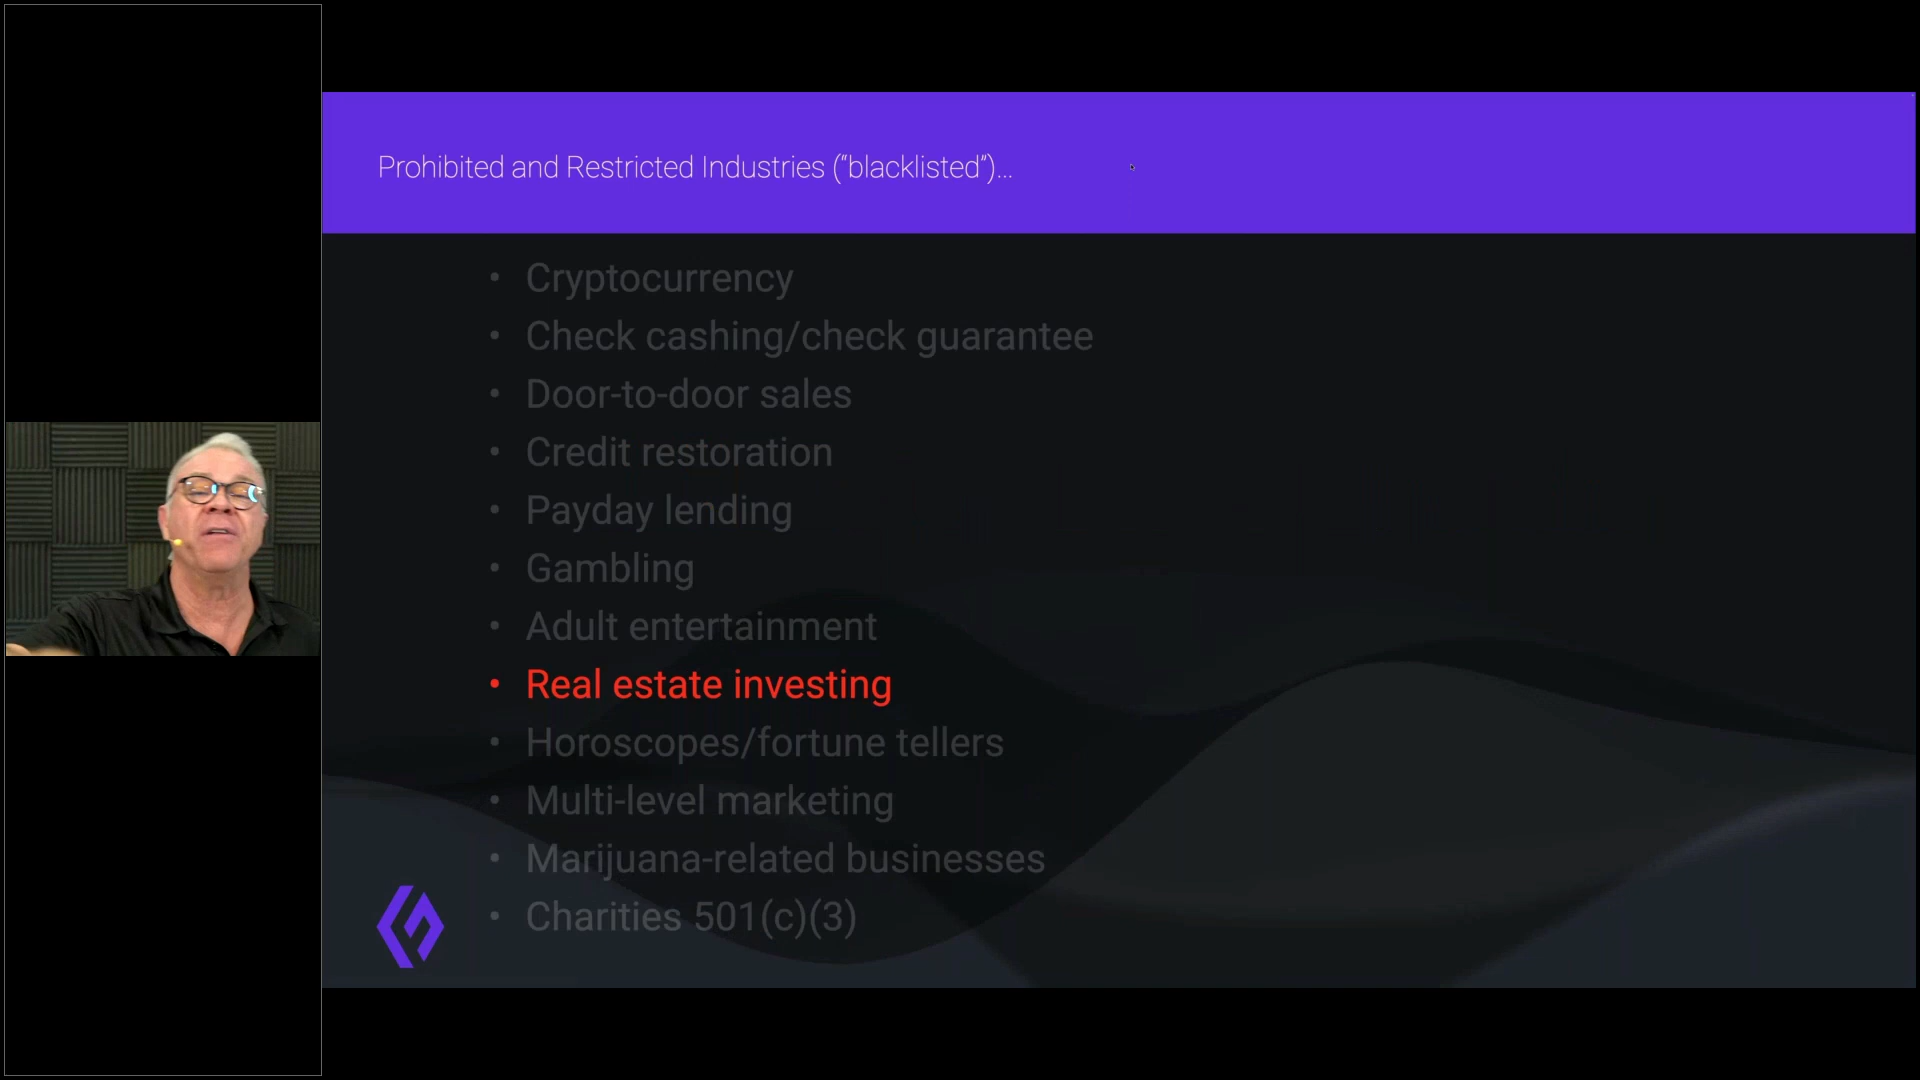 Prohibited and Restricted Industries (“blacklisted”)...
• Cryptocurrency
• Check cashing/check guarantee
• Door-to-door sales
• Credit restoration
• Payday lending
• Gambling
• Adult entertainment
• Real estate investing
• Horoscopes/fortune tellers
• Multi-level marketing
• Marijuana-related businesses
• Charities 501(c)(3)